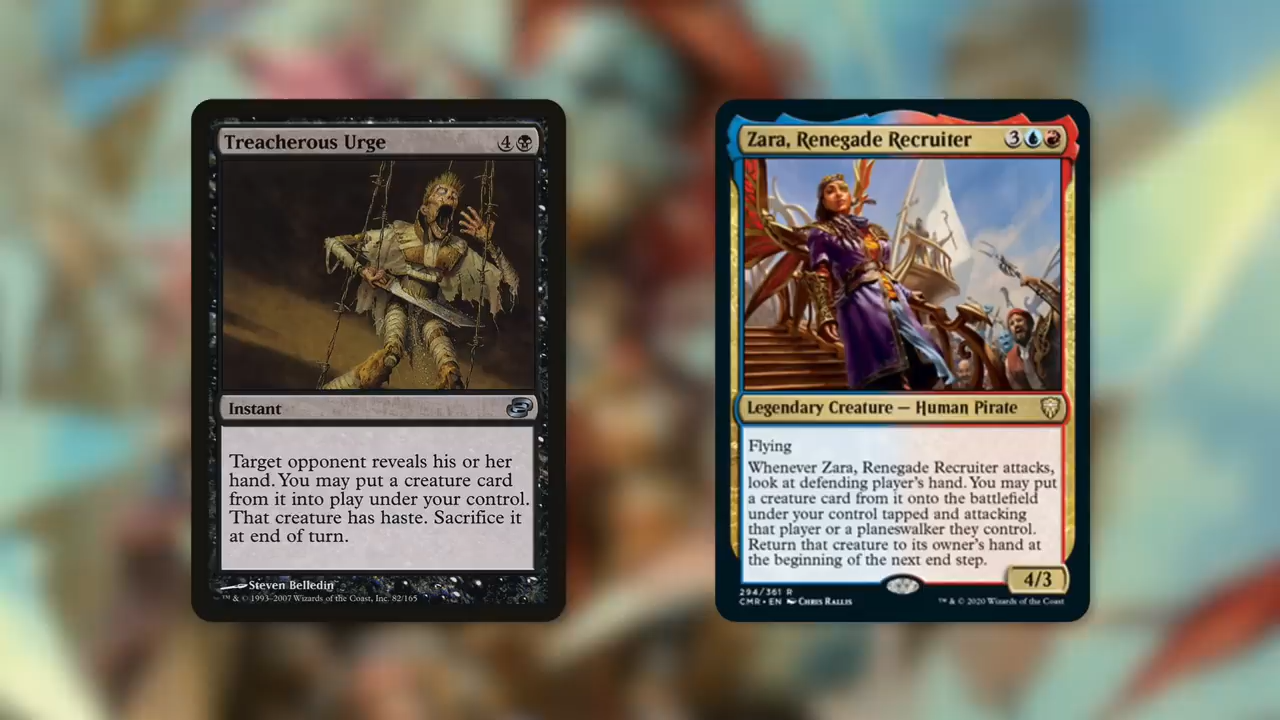 Treacherous Urge 4
Instant
Target opponent reveals his or her
hand. You may put a creature card
from it into play under your control.
That creature has haste. Sacrifice it
at end of turn.
Steven Belledin
™ & © 1993–2007 Wizards of the Coast, Inc. 82/165
Zara, Renegade Recruiter 3
Legendary Creature — Human Pirate
Flying
Whenever Zara, Renegade Recruiter attacks,
look at defending player's hand. You may put
a creature card from it onto the battlefield
under your control tapped and attacking
that player or a planeswalker they control.
Return that creature to its owner's hand at
the beginning of the next end step.
4/3
294/361 R
CMR • EN Chris Rallis ™ & © 2020 Wizards of the Coast